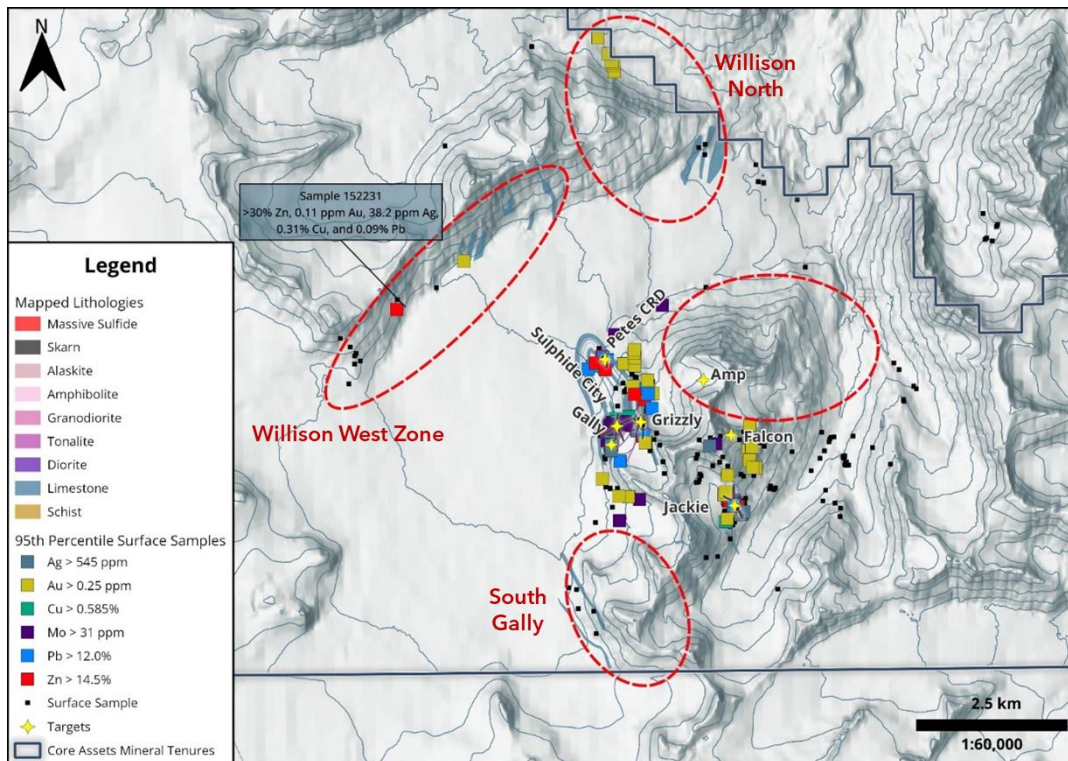 N
Willison
North
Sample 152231
>30% Zn, 0.11 ppm Au, 38.2 ppm Ag,
0.31% Cu, and 0.09% Pb
Legend
Mapped Lithologies
Massive Sulfide
Skarn
Alaskite
Amphibolite
Granodiorite
Tonalite
Diorite
Limestone
Schist
95th Percentile Surface Samples
Ag > 545 ppm
Au > 0.25 ppm
Cu > 0.585%
Mo > 31 ppm
Pb > 12.0%
Zn > 14.5%
Surface Sample
Targets
Core Assets Mineral Tenures
Petes CRD
Sulphide City
Gally
Amp
Grizzly
Falcon
Jackie
Willison West Zone
South
Gally
2.5 km
1:60,000